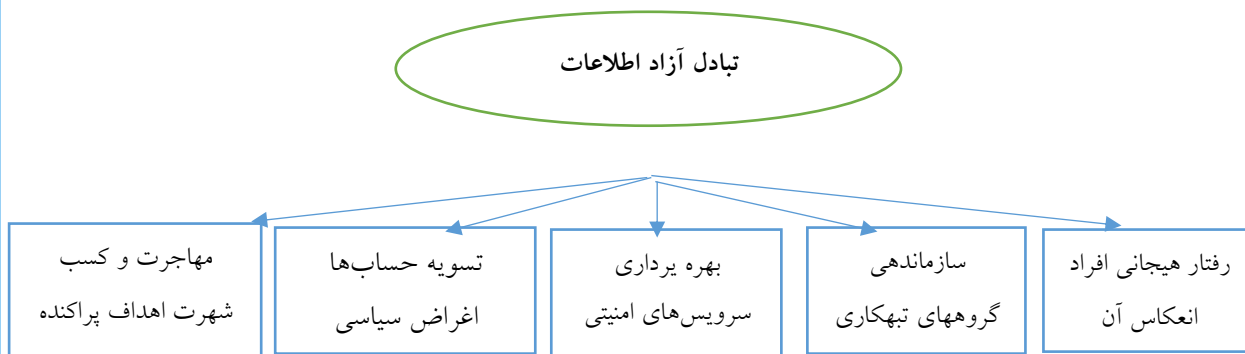 تبادل آزاد اطلاعات
رفتار هیجانی افراد
انعکاس آن
سازماندهی
گروههای تبهکاری
بهره یرداری
سرویس‌های امنیتی
تسویه حساب‌ها
اغراض سیاسی
مهاجرت و کسب
شهرت اهداف پراکنده